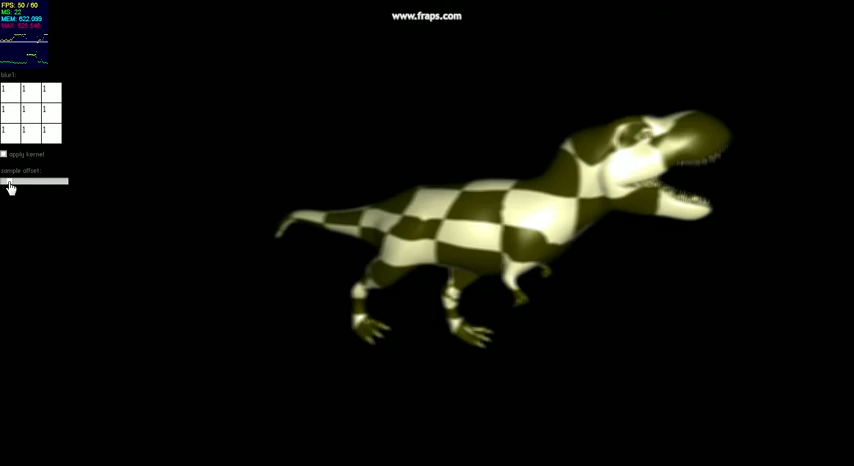 www.fraps.com
FPS: 50 / 60
MS: 22
MEM: 622.099
blur1:
1 1 1
1 1 1
1 1 1
apply kernel
sample offset: